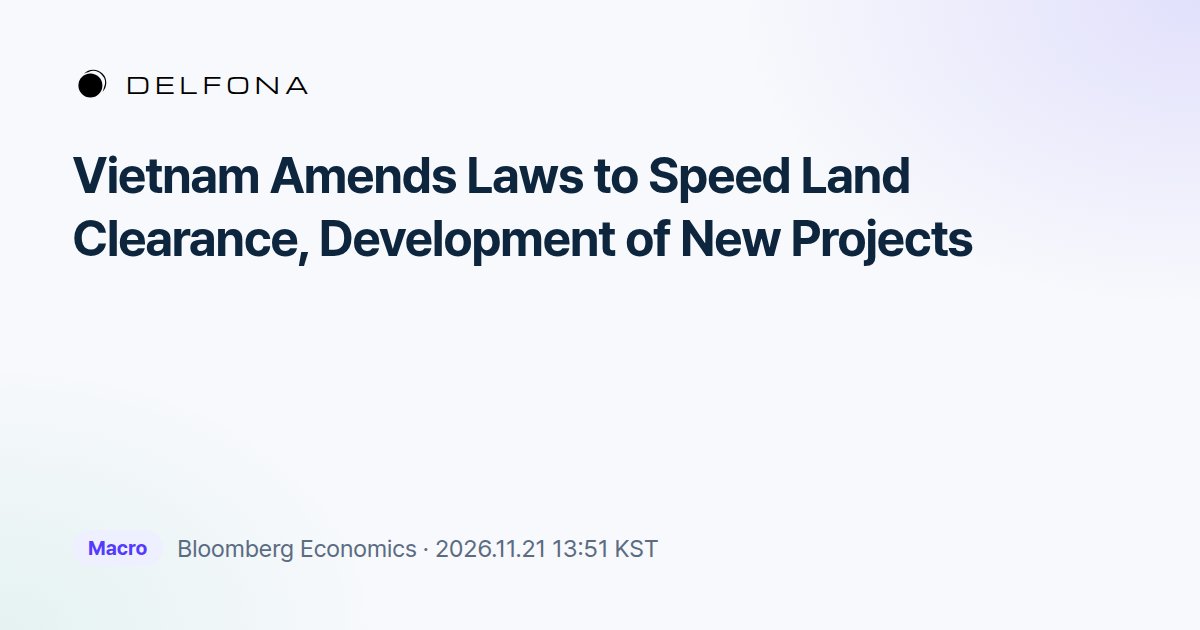 DELFONA
Vietnam Amends Laws to Speed Land
Clearance, Development of New Projects
Macro Bloomberg Economics · 2026.11.21 13:51 KST